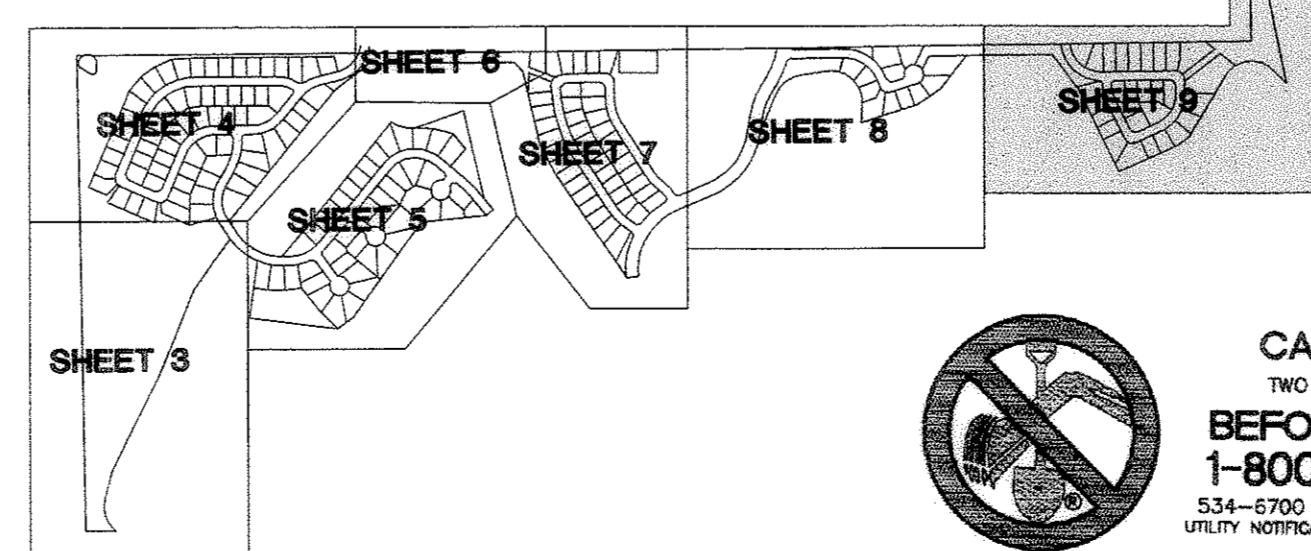 SHEET 6
SHEET 4
SHEET 7
SHEET 8
SHEET 9
SHEET 5
SHEET 3
CA
TWO
BEFO
1-800
534-6700
UTILITY NOTIFIC
®